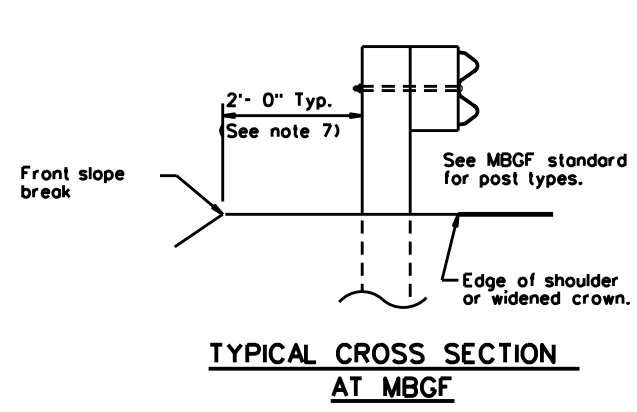 2'- 0" Typ.
(See note 7)
See MBGF standard
for post types.
Front slope
break
Edge of shoulder
or widened crown.
TYPICAL CROSS SECTION
AT MBGF